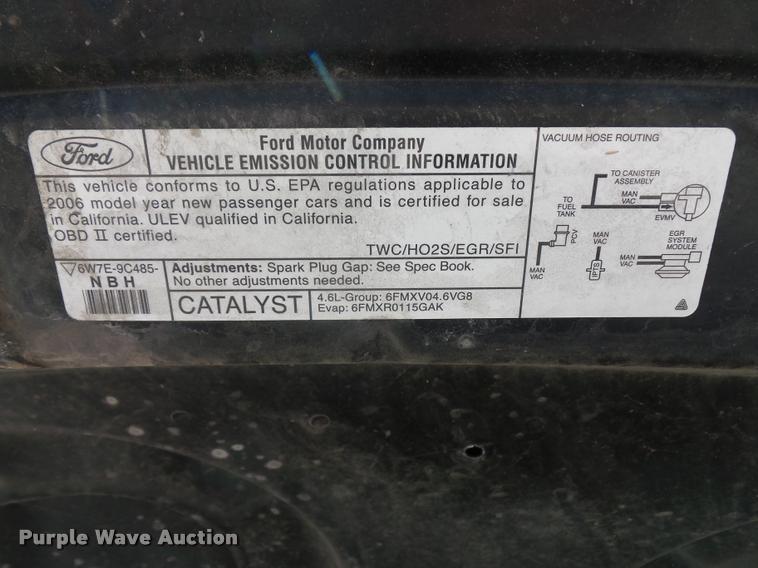 Ford
Ford Motor Company
VEHICLE EMISSION CONTROL INFORMATION
This vehicle conforms to U.S. EPA regulations applicable to
2006 model year new passenger cars and is certified for sale
in California. ULEV qualified in California.
OBD II certified.
TWC/HO2S/EGR/SFI
6W7E-9C485-
NBH
Adjustments: Spark Plug Gap: See Spec Book.
No other adjustments needed.
CATALYST
4.6L-Group: 6FMXV04.6VG8
Evap: 6FMXR0115GAK
VACUUM HOSE ROUTING
TO CANISTER
ASSEMBLY
MAN
VAC
TO
FUEL
TANK
EVMV
PCV
MAN
VAC
MAN
VAC
IPTS
EGR
SYSTEM
MODULE
MAN
VAC
Purple Wave Auction